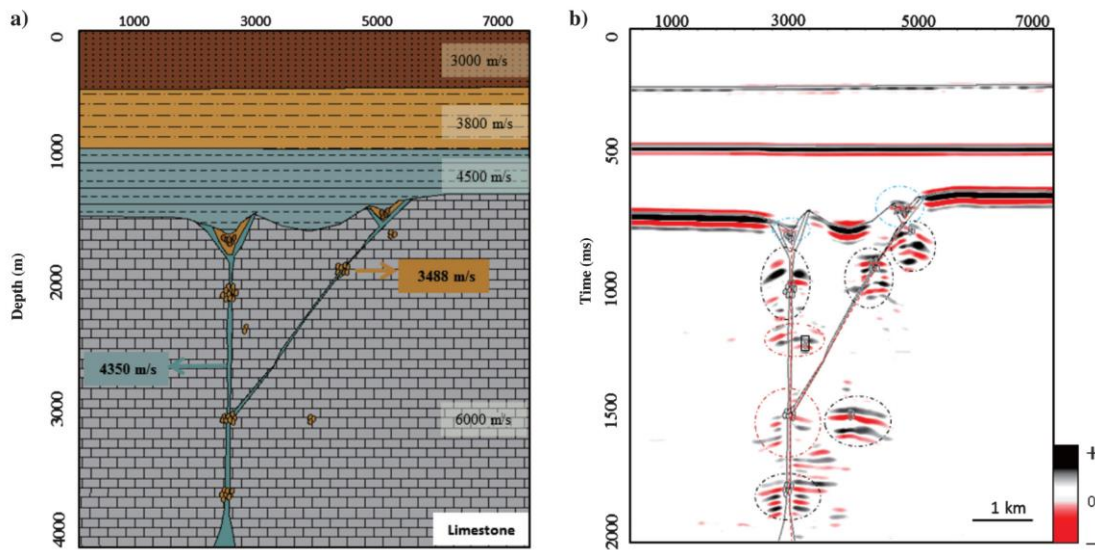 a)
1000 3000 5000 7000
0
1000
2000
3000
4000
Depth (m)
3000 m/s
3800 m/s
4500 m/s
3488 m/s
4350 m/s
6000 m/s
Limestone
b)
1000 3000 5000 7000
0
500
1000
1500
2000
Time (ms)
1 km
+
0
–